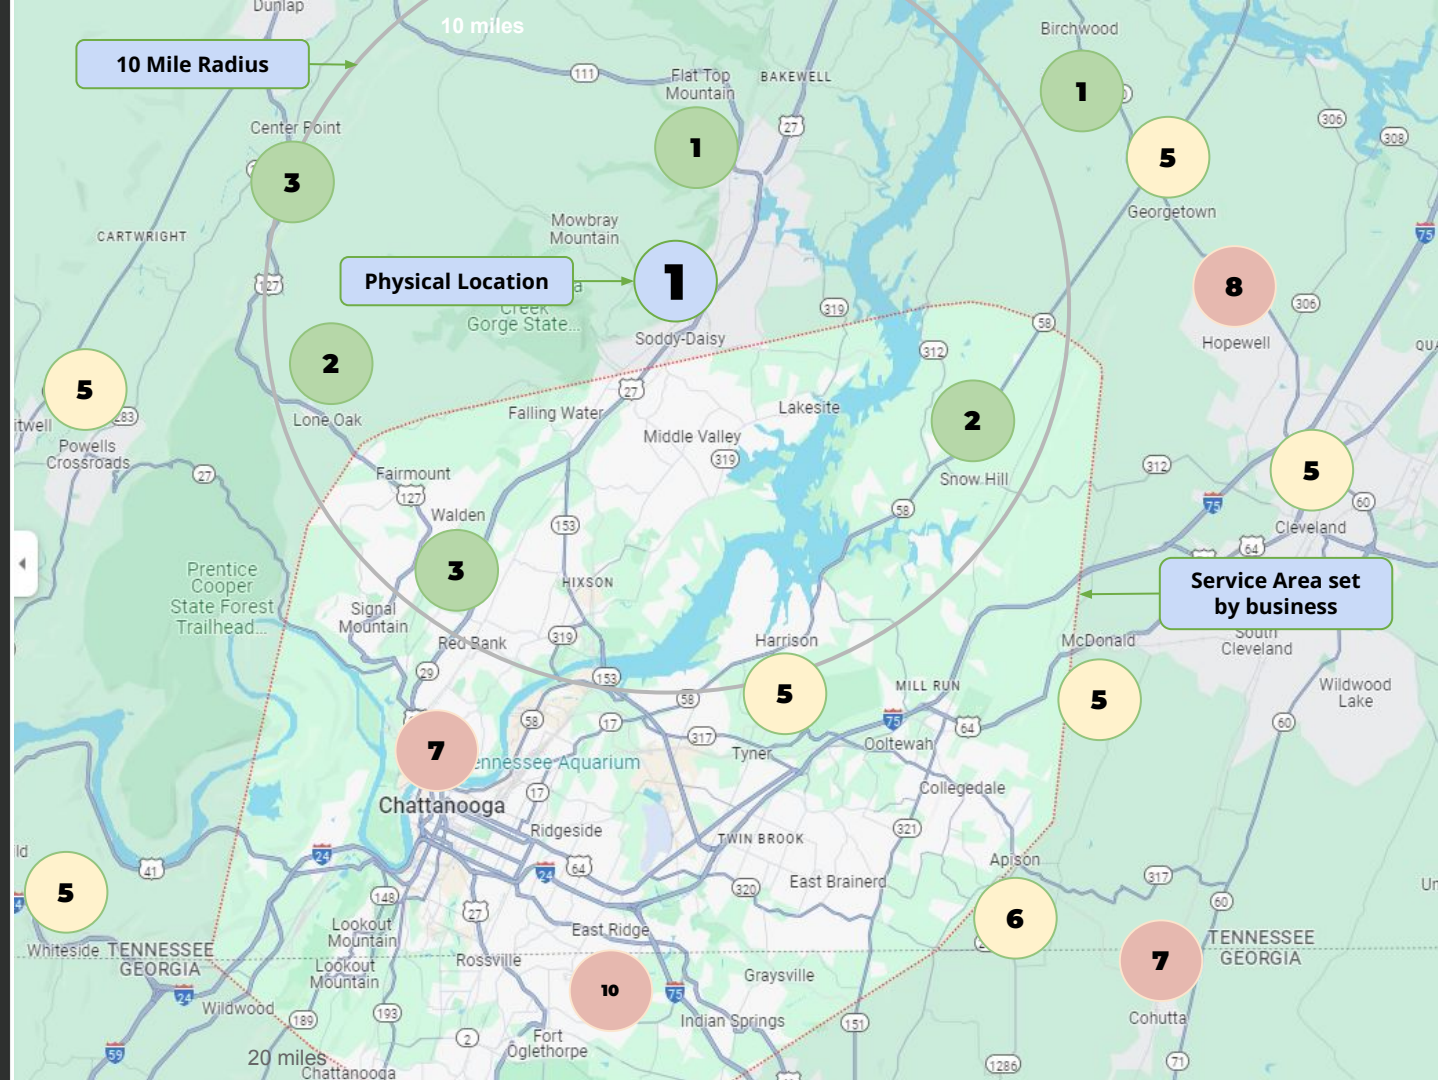 Dunlap
10 miles
Birchwood
10 Mile Radius
111
Flat Top
Mountain
BAKEWELL
1
306
308
Center Point
27
1
5
3
Georgetown
CARTWRIGHT
Mowbray
Mountain
75
Physical Location
1
127
8
306
Creek
Gorge State...
319
58
Soddy-Daisy
Hopewell
312
2
5
27
Lone Oak
Falling Water
Lakesite
2
283
Powells
Crossroads
Middle Valley
319
312
5
27
Fairmount
127
Snow Hill
75
60
Walden
153
58
Cleveland
64
3
Prentice
Cooper
State Forest
Trailhead...
HIXSON
Service Area set
by business
Signal
Mountain
Red Bank
319
Harrison
McDonald
South
Cleveland
29
153
58
5
MILL RUN
5
Wildwood
Lake
58
17
75
64
60
7
317
Tyner
Ooltewah
ennessee Aquarium
17
Collegedale
Chattanooga
Ridgeside
TWIN BROOK
321
24
41
24
64
Apison
320
East Brainerd
317
5
148
27
60
6
Whiteside
TENNESSEE
GEORGIA
Lookout
Mountain
East Ridge
TENNESSEE
GEORGIA
Lookout
Mountain
Rossville
Graysville
7
24
10
75
Wildwood
189
193
Indian Springs
151
Cohutta
59
2
Fort
Oglethorpe
20 miles
Chattanooga
1286
71